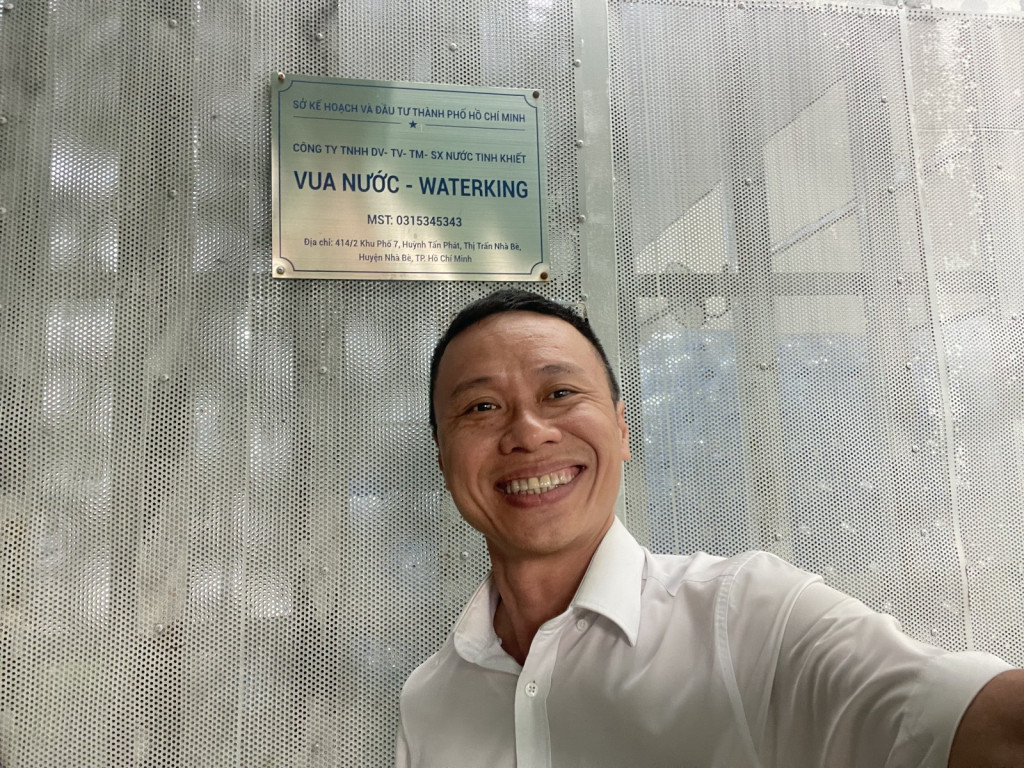 SỞ KẾ HOẠCH VÀ ĐẦU TƯ THÀNH PHỐ HỒ CHÍ MINH
CÔNG TY TNHH DV- TV- TM- SX NƯỚC TINH KHIẾT
VUA NƯỚC - WATERKING
MST: 0315345343
Địa chỉ: 414/2 Khu Phố 7, Huỳnh Tấn Phát, Thị Trấn Nhà Bè,
Huyện Nhà Bè, TP. Hồ Chí Minh